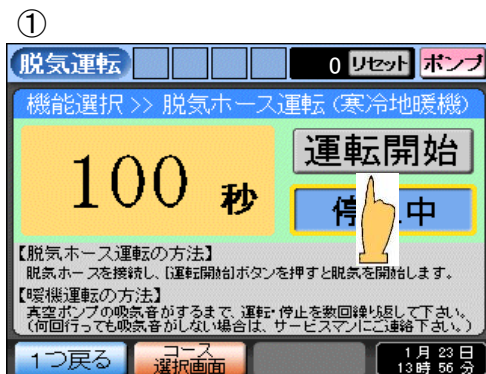 ①
脱気運転 0 リセット ポンプ
機能選択 >> 脱気ホース運転（寒冷地暖機）
100 秒
運転開始
停 中
【脱気ホース運転の方法】
脱気ホースを接続し、[運転開始]ボタンを押すと脱気を開始します。
【暖機運転の方法】
真空ポンプの吸気音がするまで、運転・停止を数回繰り返して下さい。
（何回行っても吸気音がしない場合は、サービスマンにご連絡下さい。）
1つ戻る
コース
選択画面
1月 23日
13時 56分